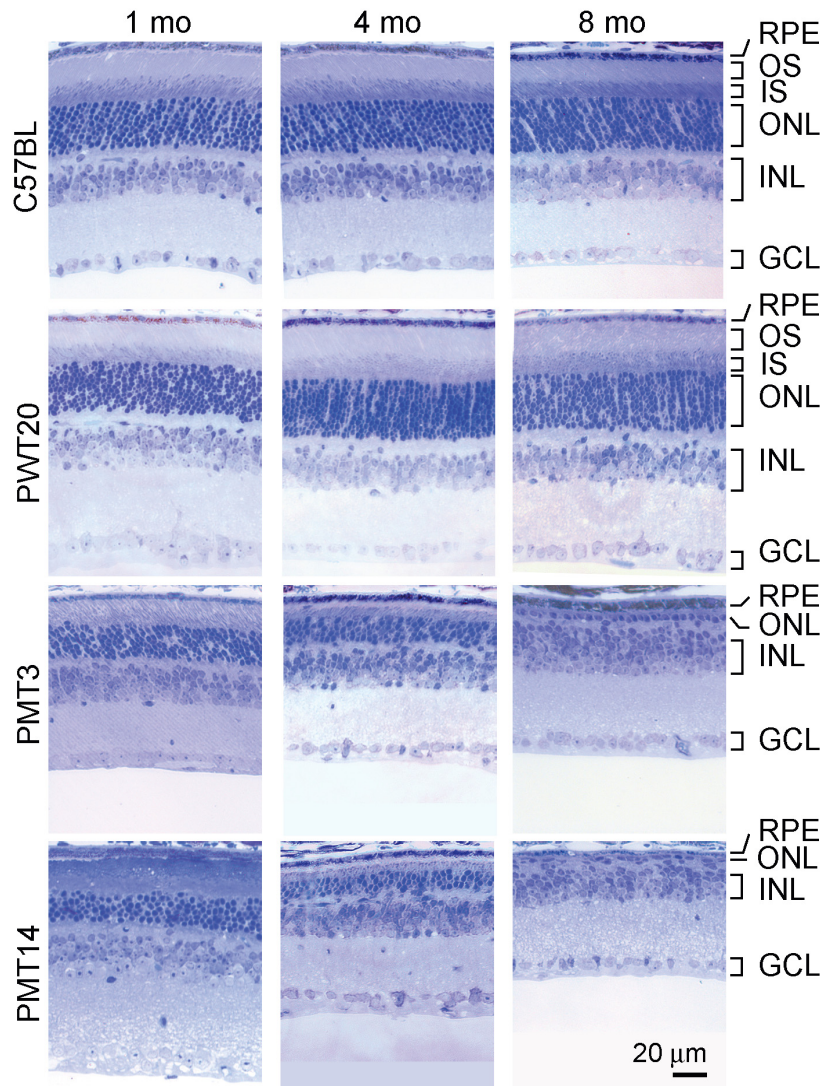 1 mo 4 mo 8 mo
C57BL
RPE
OS
IS
ONL
INL
GCL
PWT20
RPE
OS
IS
ONL
INL
GCL
PMT3
RPE
ONL
INL
GCL
PMT14
RPE
ONL
INL
GCL
20 μm